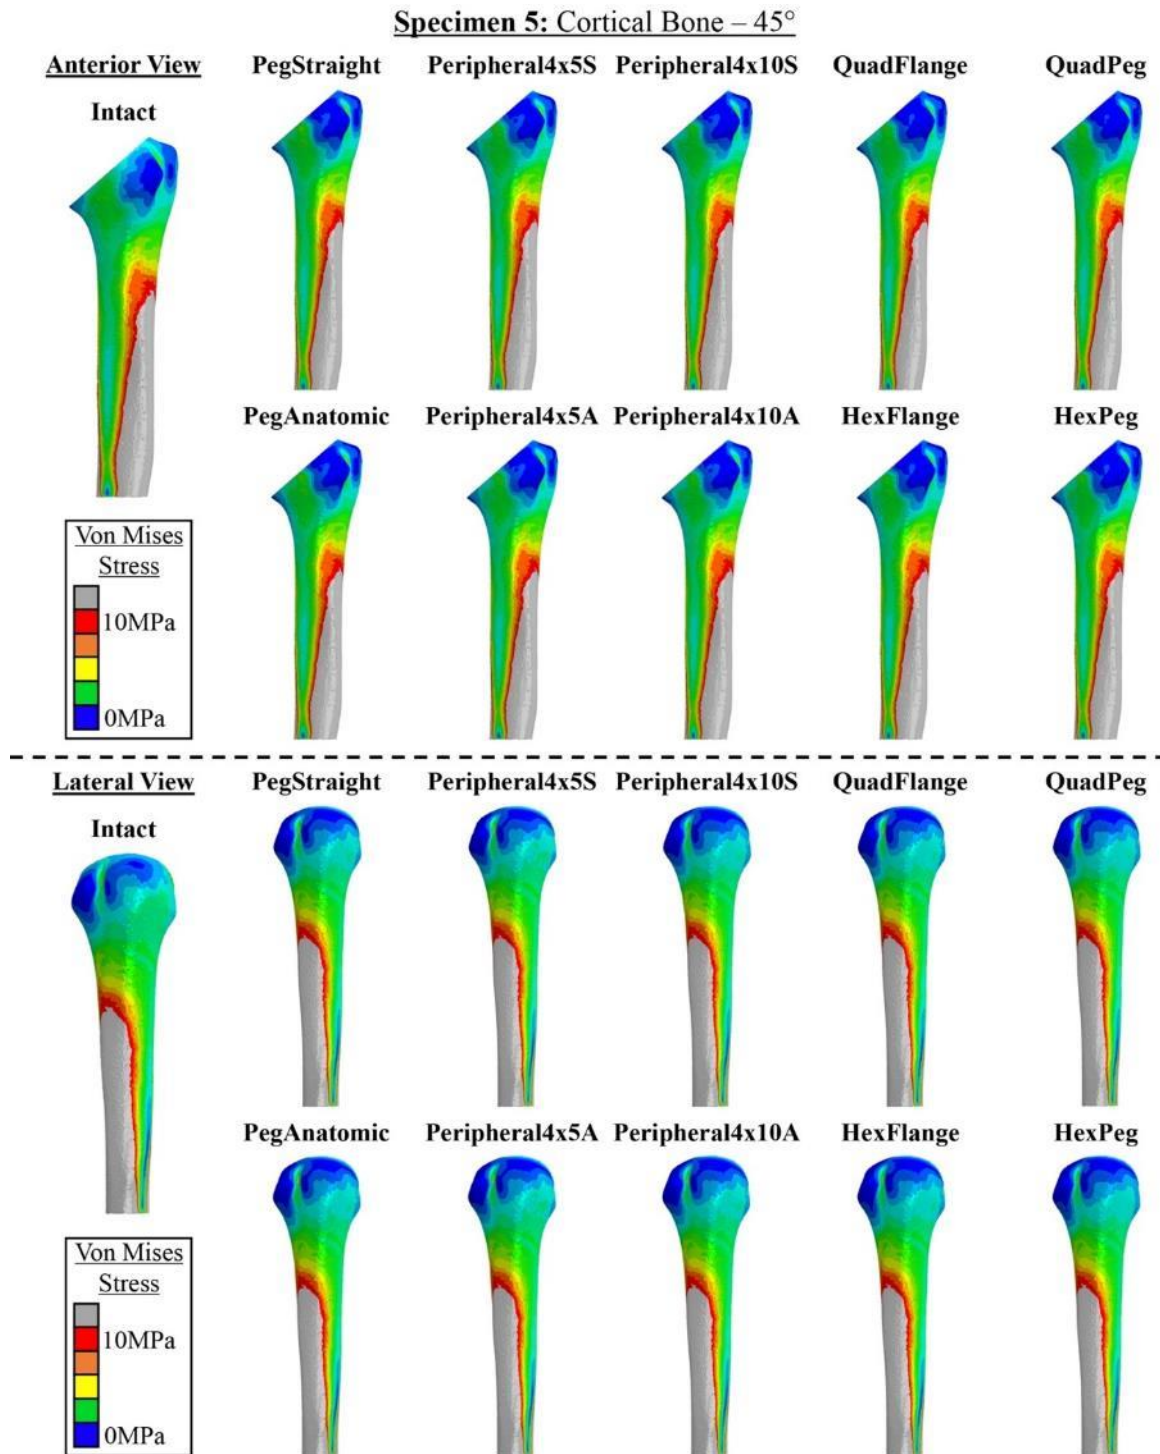 Specimen 5: Cortical Bone – 45°
Anterior View
PegStraight
Peripheral4x5S
Peripheral4x10S
QuadFlange
QuadPeg
Intact
PegAnatomic
Peripheral4x5A
Peripheral4x10A
HexFlange
HexPeg
Von Mises
Stress
10MPa
0MPa
Lateral View
PegStraight
Peripheral4x5S
Peripheral4x10S
QuadFlange
QuadPeg
Intact
PegAnatomic
Peripheral4x5A
Peripheral4x10A
HexFlange
HexPeg
Von Mises
Stress
10MPa
0MPa